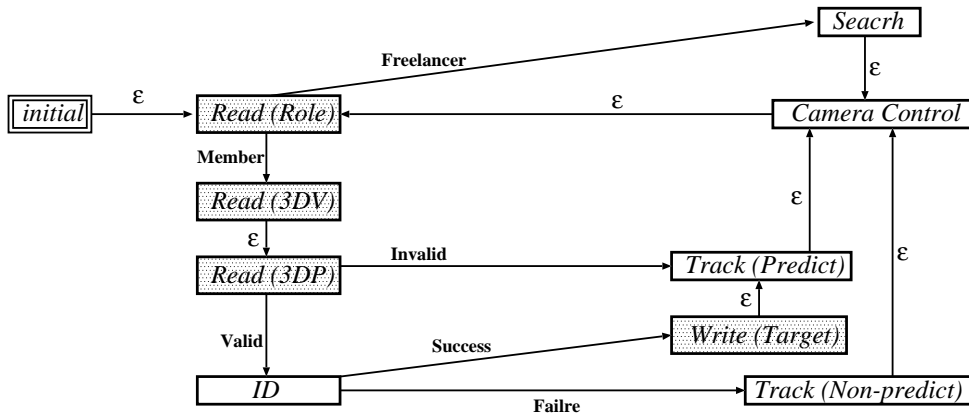 Seacrh
Freelancer
ε
ε
ε
initial
Read (Role)
Camera Control
Member
Read (3DV)
ε
ε
Invalid
ε
Read (3DP)
Track (Predict)
ε
Valid
Success
Write (Target)
ID
Track (Non-predict)
Failre